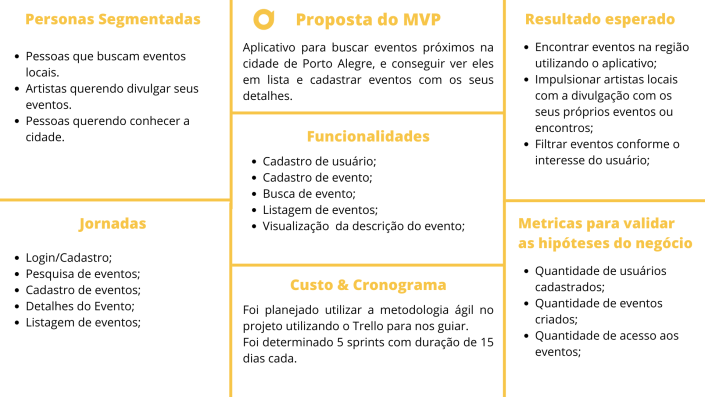 Personas Segmentadas
• Pessoas que buscam eventos
locais.
• Artistas querendo divulgar seus
eventos.
• Pessoas querendo conhecer a
cidade.
Jornadas
• Login/Cadastro;
• Pesquisa de eventos;
• Cadastro de eventos;
• Detalhes do Evento;
• Listagem de eventos;
Proposta do MVP
Aplicativo para buscar eventos próximos na
cidade de Porto Alegre, e conseguir ver eles
em lista e cadastrar eventos com os seus
detalhes.
Funcionalidades
• Cadastro de usuário;
• Cadastro de evento;
• Busca de evento;
• Listagem de eventos;
• Visualização da descrição do evento;
Custo & Cronograma
Foi planejado utilizar a metodologia ágil no
projeto utilizando o Trello para nos guiar.
Foi determinado 5 sprints com duração de 15
dias cada.
Resultado esperado
• Encontrar eventos na região
utilizando o aplicativo;
• Impulsionar artistas locais
com a divulgação com os
seus próprios eventos ou
encontros;
• Filtrar eventos conforme o
interesse do usuário;
Metricas para validar
as hipóteses do negócio
• Quantidade de usuários
cadastrados;
• Quantidade de eventos
criados;
• Quantidade de acesso aos
eventos;